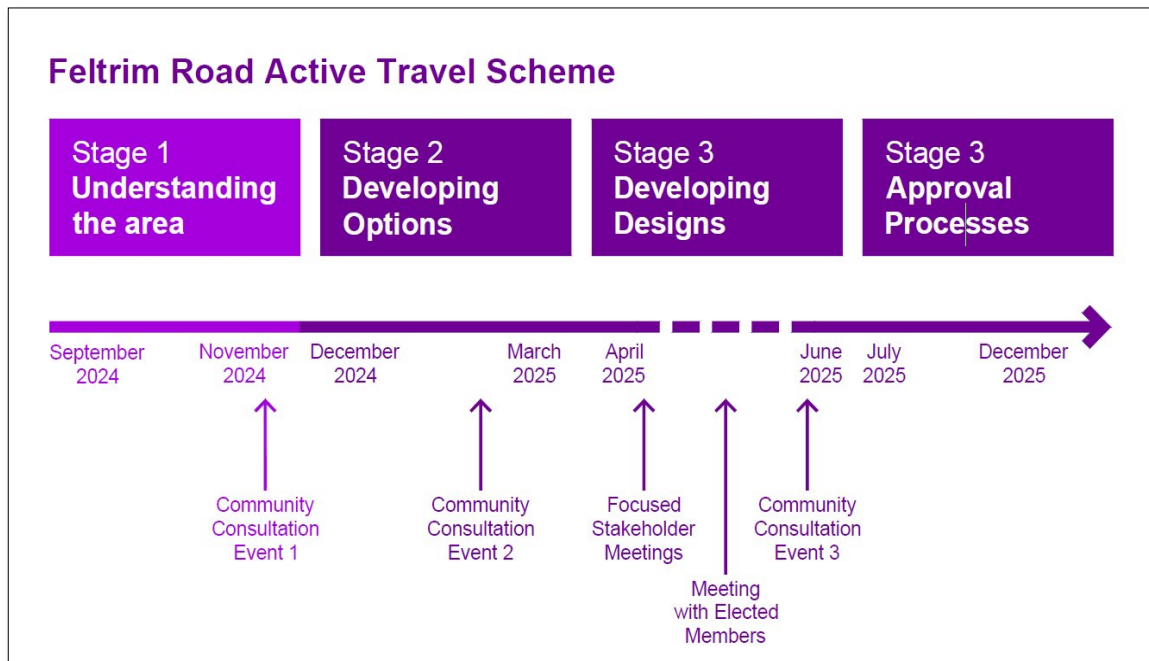 Feltrim Road Active Travel Scheme
Stage 1
Understanding
the area
Stage 2
Developing
Options
Stage 3
Developing
Designs
Stage 3
Approval
Processes
September
2024
November
2024
December
2024
March
2025
April
2025
June
2025
July
2025
December
2025
Community
Consultation
Event 1
Community
Consultation
Event 2
Focused
Stakeholder
Meetings
Meeting
with Elected
Members
Community
Consultation
Event 3